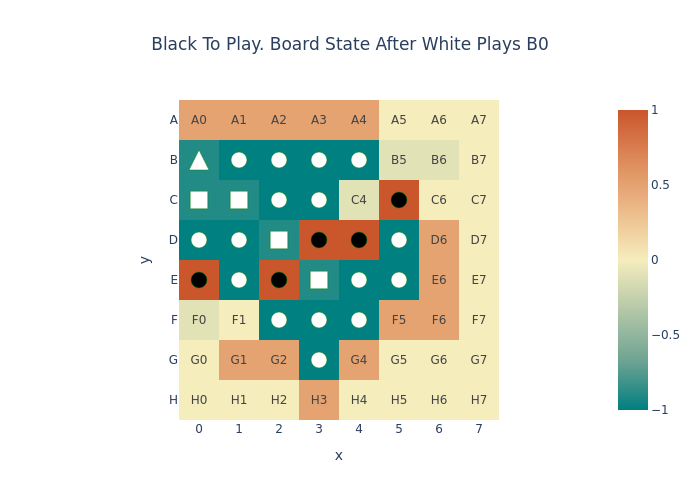 Black To Play. Board State After White Plays B0
A A0 A1 A2 A3 A4 A5 A6 A7
B B5 B6 B7
C C4 C6 C7
D D6 D7
E E6 E7
F F0 F1 F5 F6 F7
G G0 G1 G2 G4 G5 G6 G7
H H0 H1 H2 H3 H4 H5 H6 H7
0 1 2 3 4 5 6 7
x
y
1
0.5
0
−0.5
−1